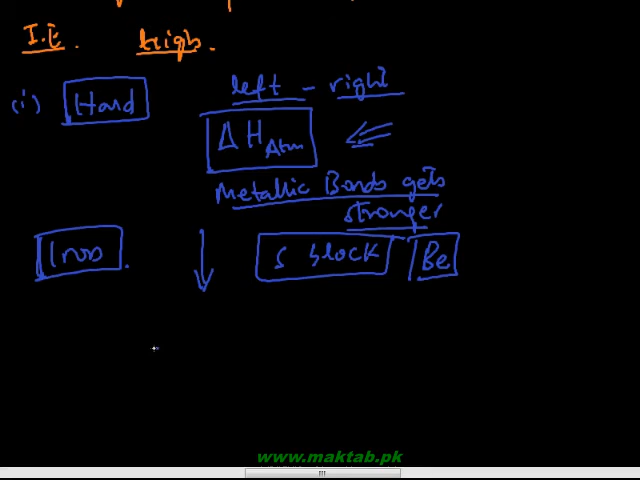 I.E. high.
left - right
(i) Hard
ΔH Atm
Metallic Bonds gets
stronger
Iron. ↓ s block / Be
www.maktab.pk